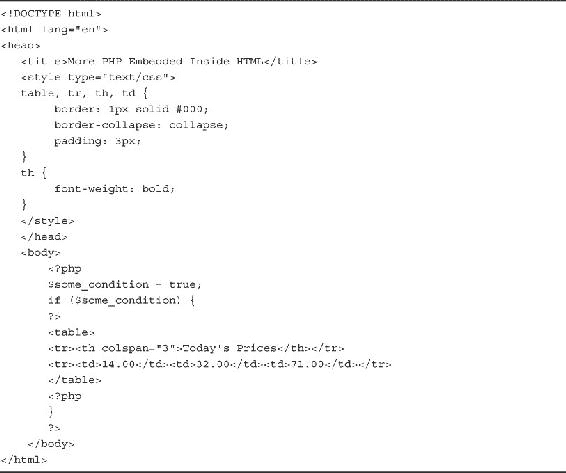 <!DOCTYPE html>
<html lang="en">
<head>
<title>More PHP Embedded Inside HTML</title>
<style type="text/css">
table, tr, th, td {
border: 1px solid #000;
border-collapse: collapse;
padding: 3px;
}
th {
font-weight: bold;
}
</style>
</head>
<body>
<?php
$some_condition = true;
if ($some_condition) {
?>
<table>
<tr><th colspan="3">Today's Prices</th></tr>
<tr><td>14.00</td><td>32.00</td><td>71.00</td></tr>
</table>
<?php
}
?>
</body>
</html>